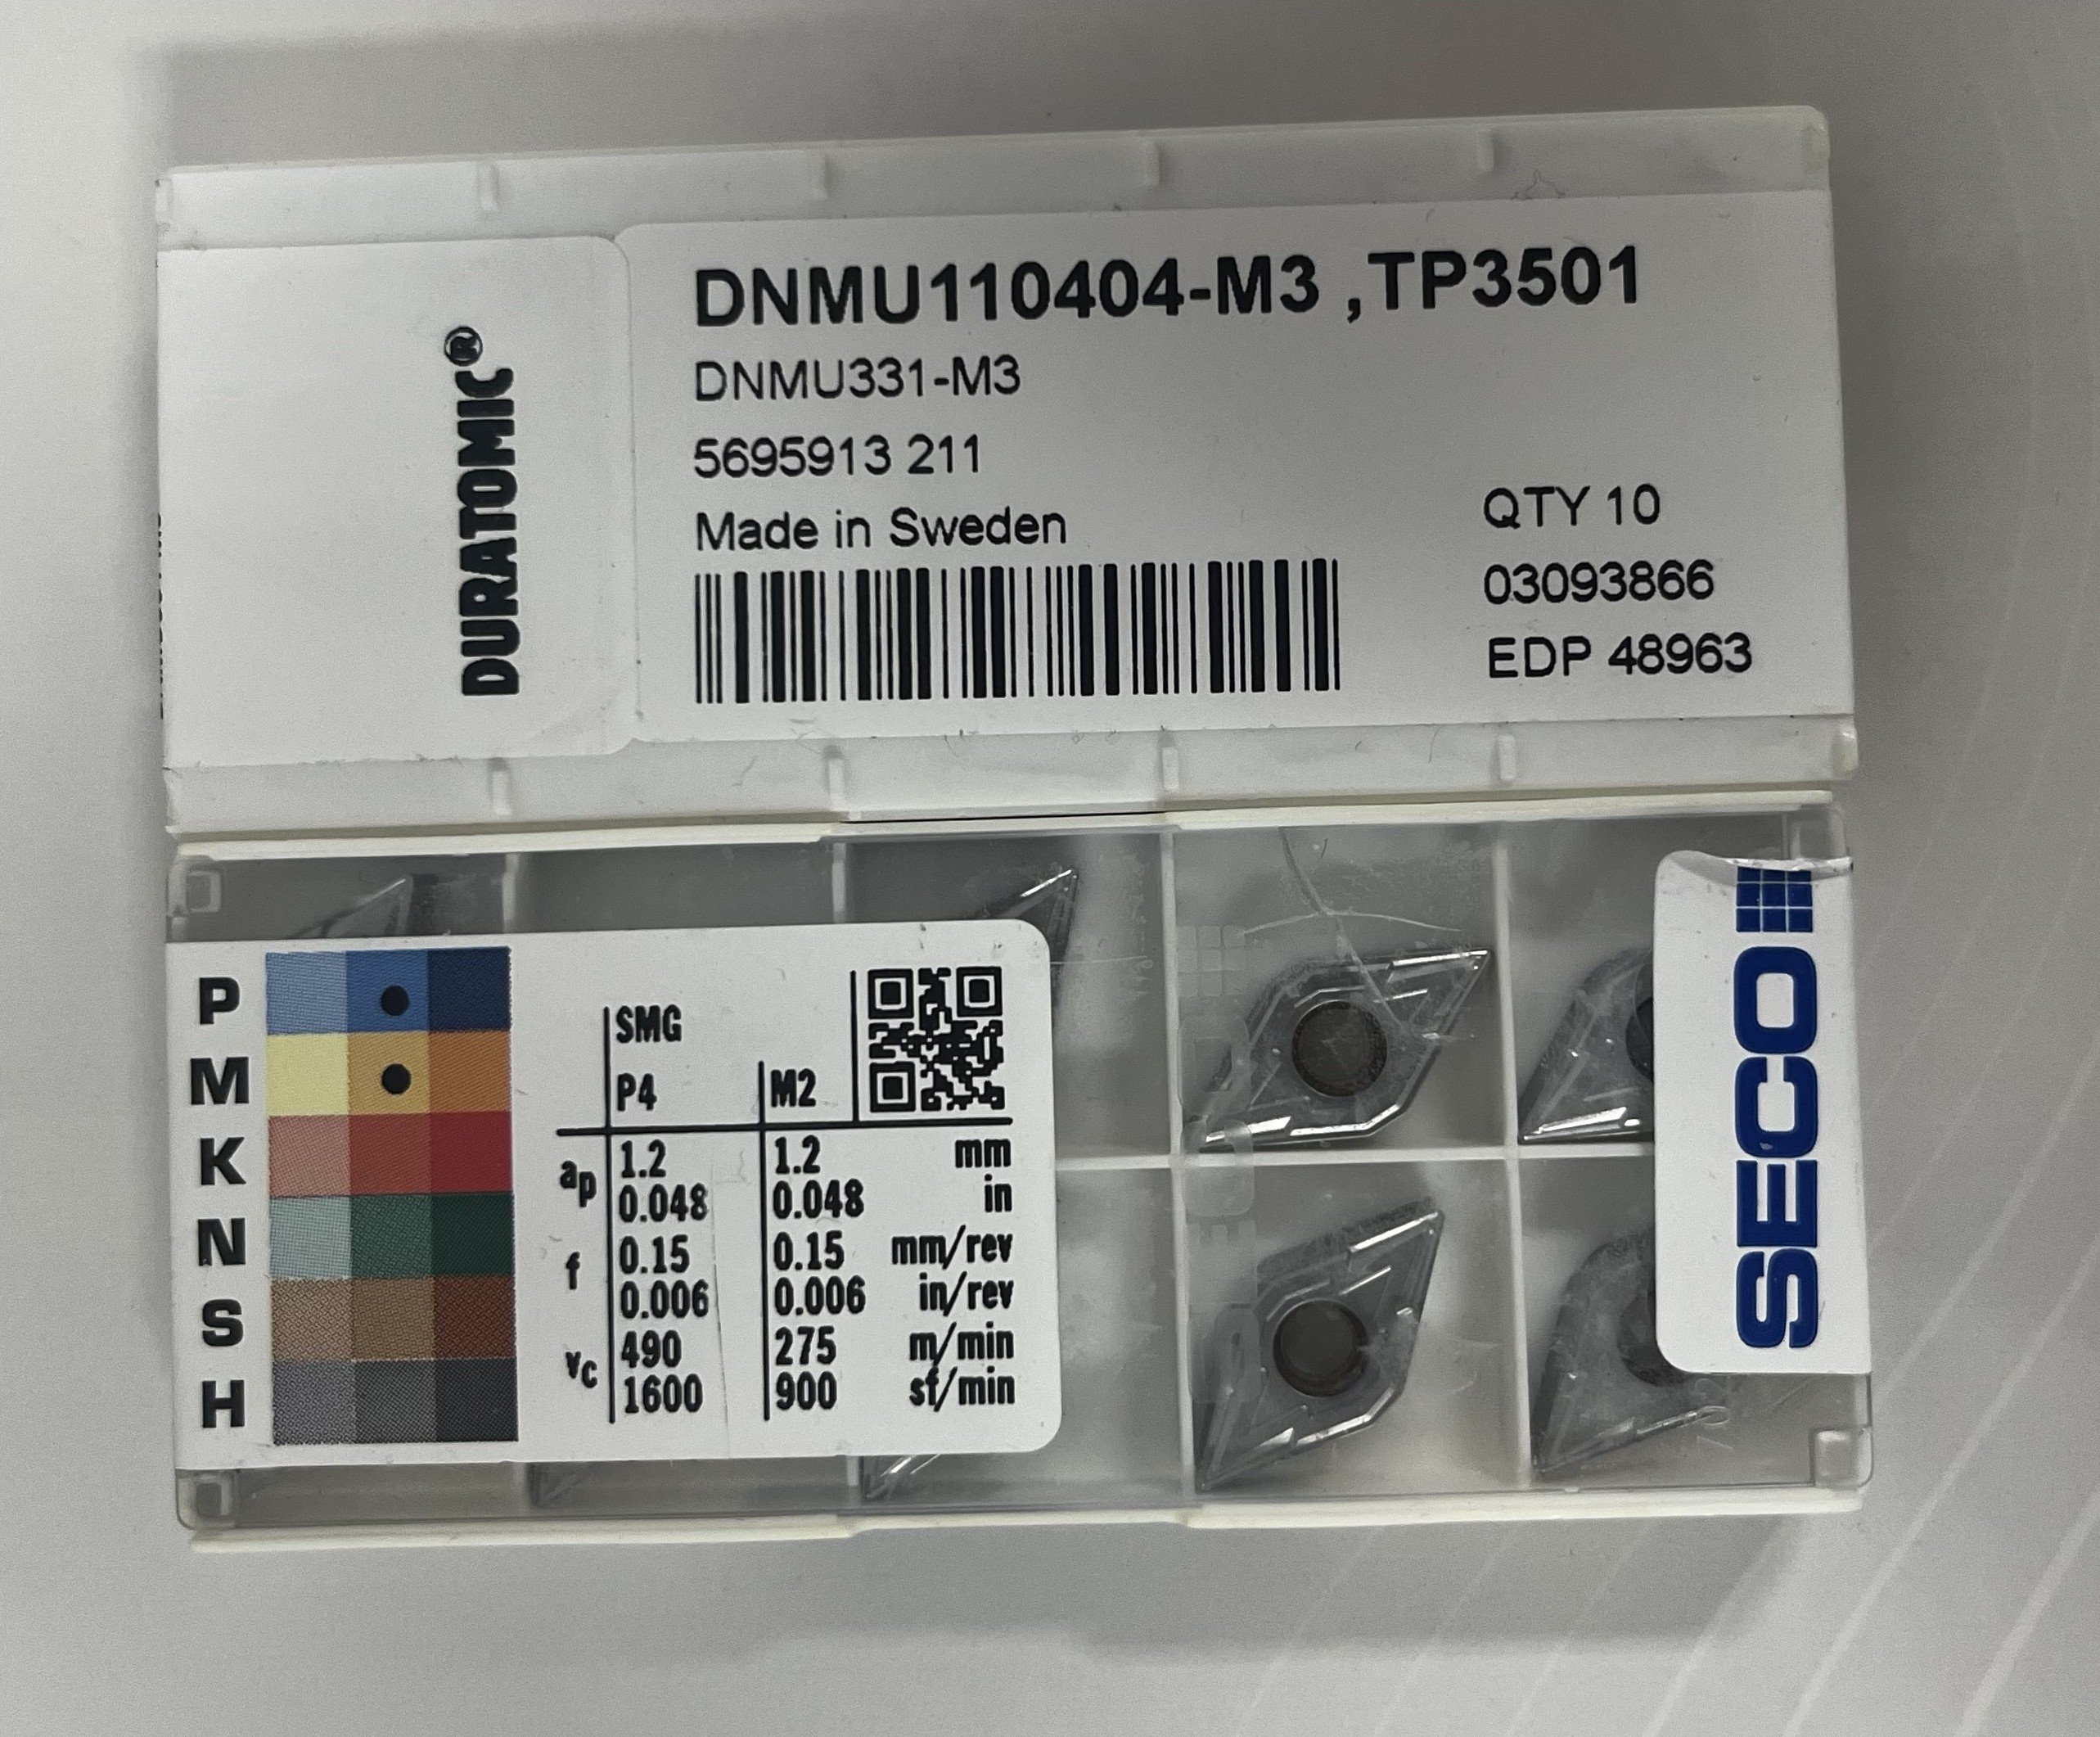 DURATOMIC®
DNMU110404-M3 ,TP3501
DNMU331-M3
5695913 211
Made in Sweden
QTY 10
03093866
EDP 48963
SECO
P
M
K
N
S
H
SMG
P4 M2
ap 1.2 1.2 mm
0.048 0.048 in
f 0.15 0.15 mm/rev
0.006 0.006 in/rev
vc 490 275 m/min
1600 900 sf/min